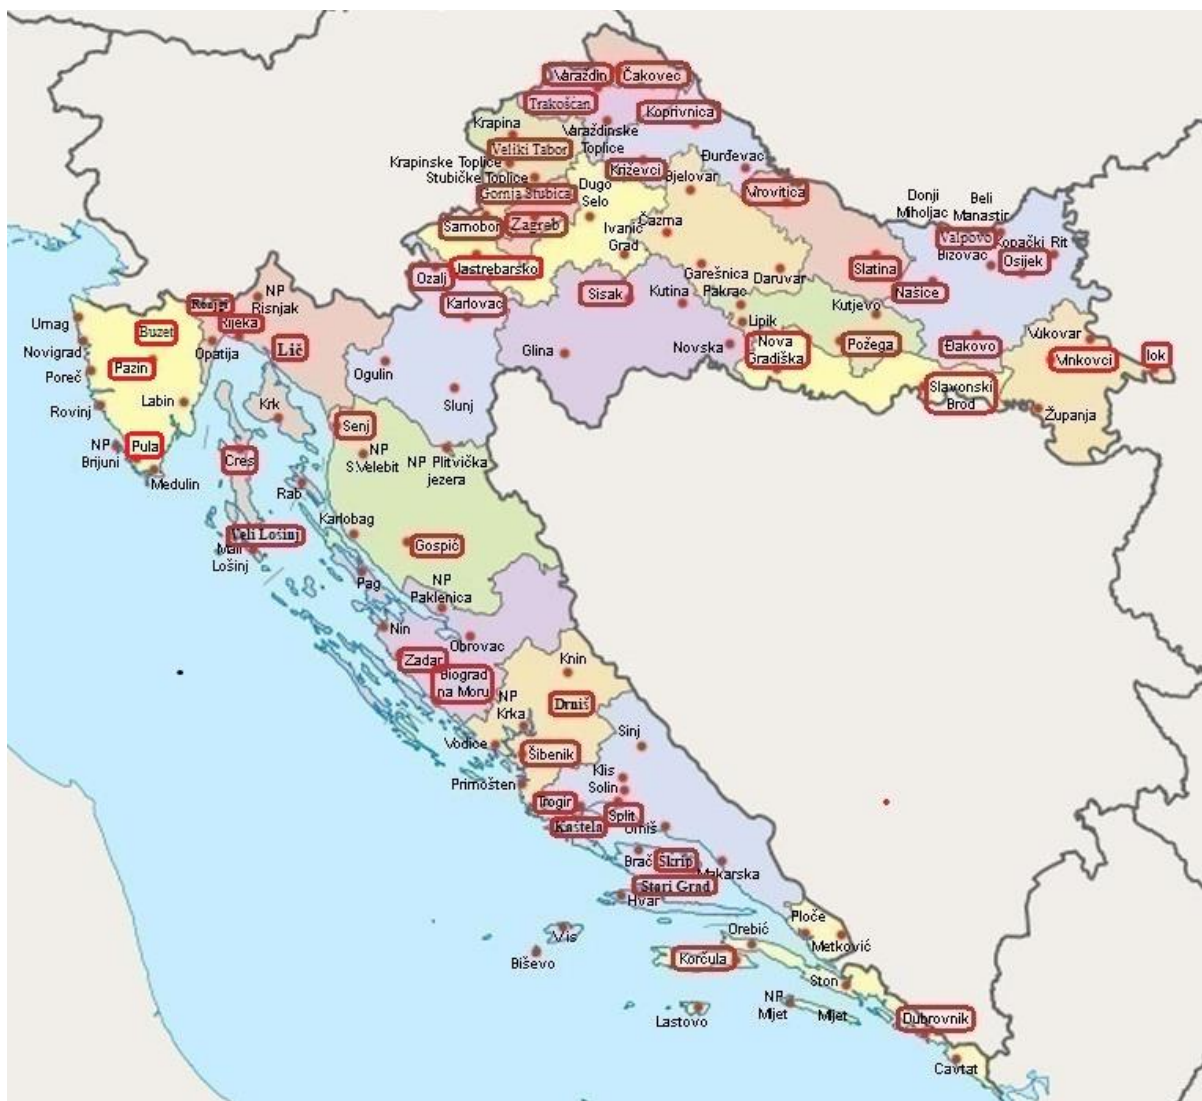 Varaždin
Čakovec
Trakošćan
Koprivnica
Krapina
Varaždinske
Toplice
Veliki Tabor
Krapinske Toplice
Križevci
Đurđevac
Stubičke Toplice
Bjelovar
Virovitica
Gornja Stubica
Dugo
Selo
Donji
Miholjac
Beli
Manastir
Samobor
Zagreb
Čazma
Valpovo
Kopački Rit
Ivanić
Grad
Bizovac
Osijek
Jastrebarsko
Slatina
Ozalj
Garešnica
Daruvar
Našice
NP
Risnjak
Karlovac
Sisak
Kutina
Pakrac
Kutjevo
Umag
Buzet
Rijeka
Lipik
Vukovar
Novigrad
Opatija
Lič
Glina
Novska
Nova
Gradiška
Požega
Đakovo
Vinkovci
Ilok
Poreč
Pazin
Ogulin
Slavonski
Brod
Rovinj
Labin
Krk
Slunj
Županja
Senj
NP
Brijuni
Pula
Cres
NP
S.Velebit
NP Plitvička
jezera
Medulin
Rab
Karlobag
Veli Lošinj
Mali
Lošinj
Gospić
Pag
NP
Paklenica
Nin
Obrovac
Zadar
Biograd
na Moru
Knin
NP
Krka
Drniš
Sinj
Vodice
Šibenik
Primošten
Klis
Solin
Trogir
Split
Kaštela
Omiš
Brač
Škrip
Makarska
Stari Grad
Hvar
Ploče
Orebić
Metković
Vis
Biševo
Korčula
Ston
Lastovo
NP
Mljet
Mljet
Dubrovnik
Cavtat